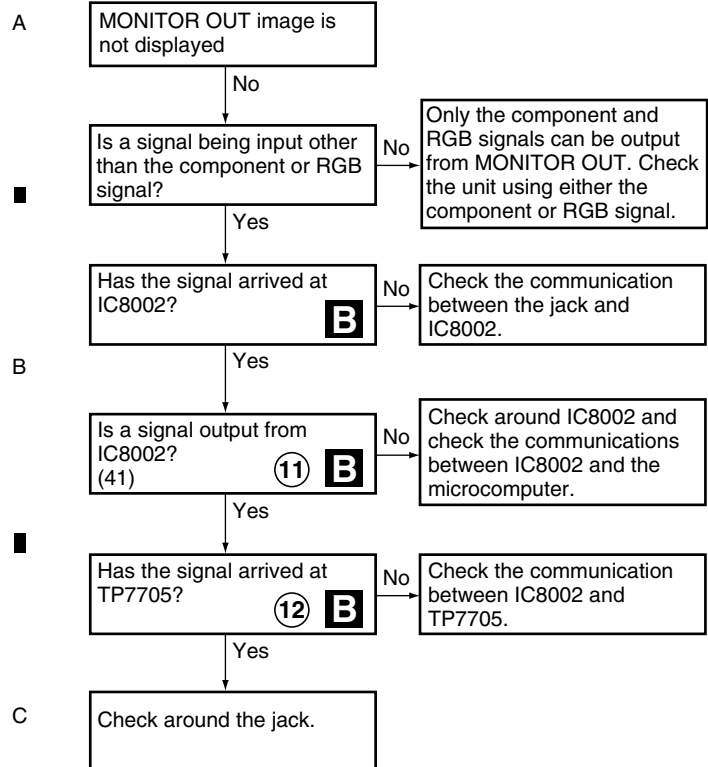 A
MONITOR OUT image is
not displayed
No
Is a signal being input other
than the component or RGB
signal?
No
Only the component and
RGB signals can be output
from MONITOR OUT. Check
the unit using either the
component or RGB signal.
Yes
Has the signal arrived at
IC8002?
B
No
Check the communication
between the jack and
IC8002.
Yes
B
Is a signal output from
IC8002?
(41)
11 B
No
Check around IC8002 and
check the communications
between IC8002 and the
microcomputer.
Yes
Has the signal arrived at
TP7705?
12 B
No
Check the communication
between IC8002 and
TP7705.
Yes
C
Check around the jack.